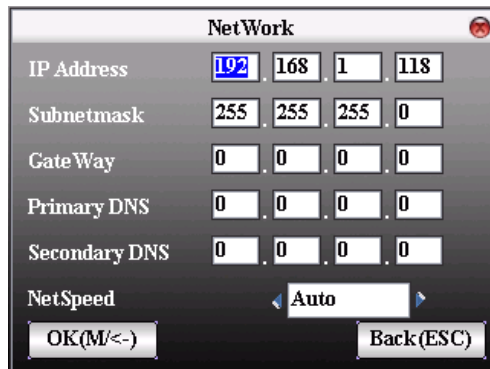 NetWork
IP Address 192 . 168 . 1 . 118
Subnetmask 255 . 255 . 255 . 0
GateWay 0 . 0 . 0 . 0
Primary DNS 0 . 0 . 0 . 0
Secondary DNS 0 . 0 . 0 . 0
NetSpeed Auto
OK(M/<-) Back(ESC)